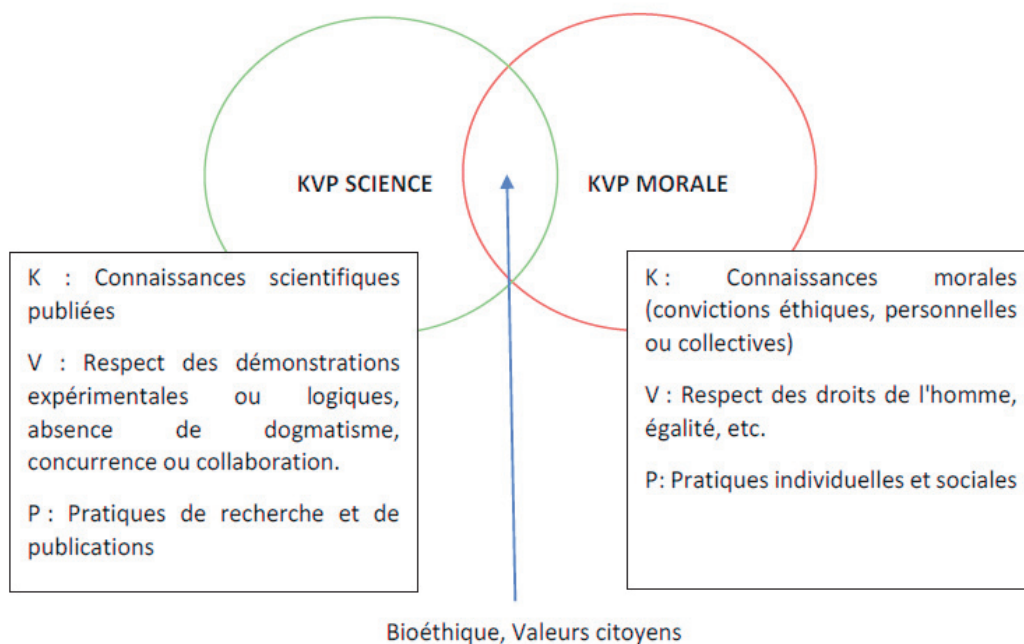 KVP SCIENCE
KVP MORALE
K : Connaissances scientifiques
publiées
V : Respect des démonstrations
expérimentales ou logiques,
absence de dogmatisme,
concurrence ou collaboration.
P : Pratiques de recherche et de
publications
K : Connaissances morales
(convictions éthiques, personnelles
ou collectives)
V : Respect des droits de l'homme,
égalité, etc.
P: Pratiques individuelles et sociales
Bioéthique, Valeurs citoyens